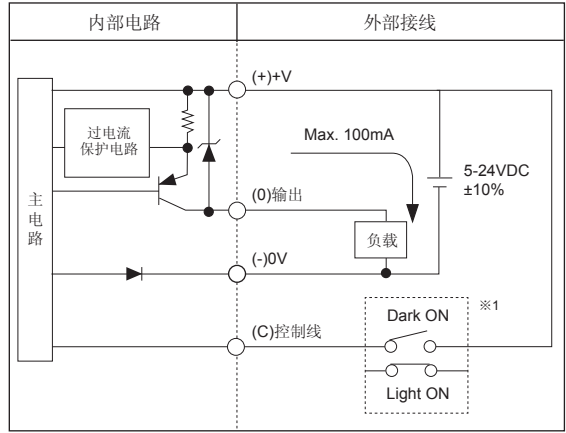 内部电路
外部接线
(+)+V
过电流
保护电路
Max. 100mA
5-24VDC
±10%
主
电
路
(0)输出
负载
(-)0V
※1
Dark ON
(C)控制线
Light ON